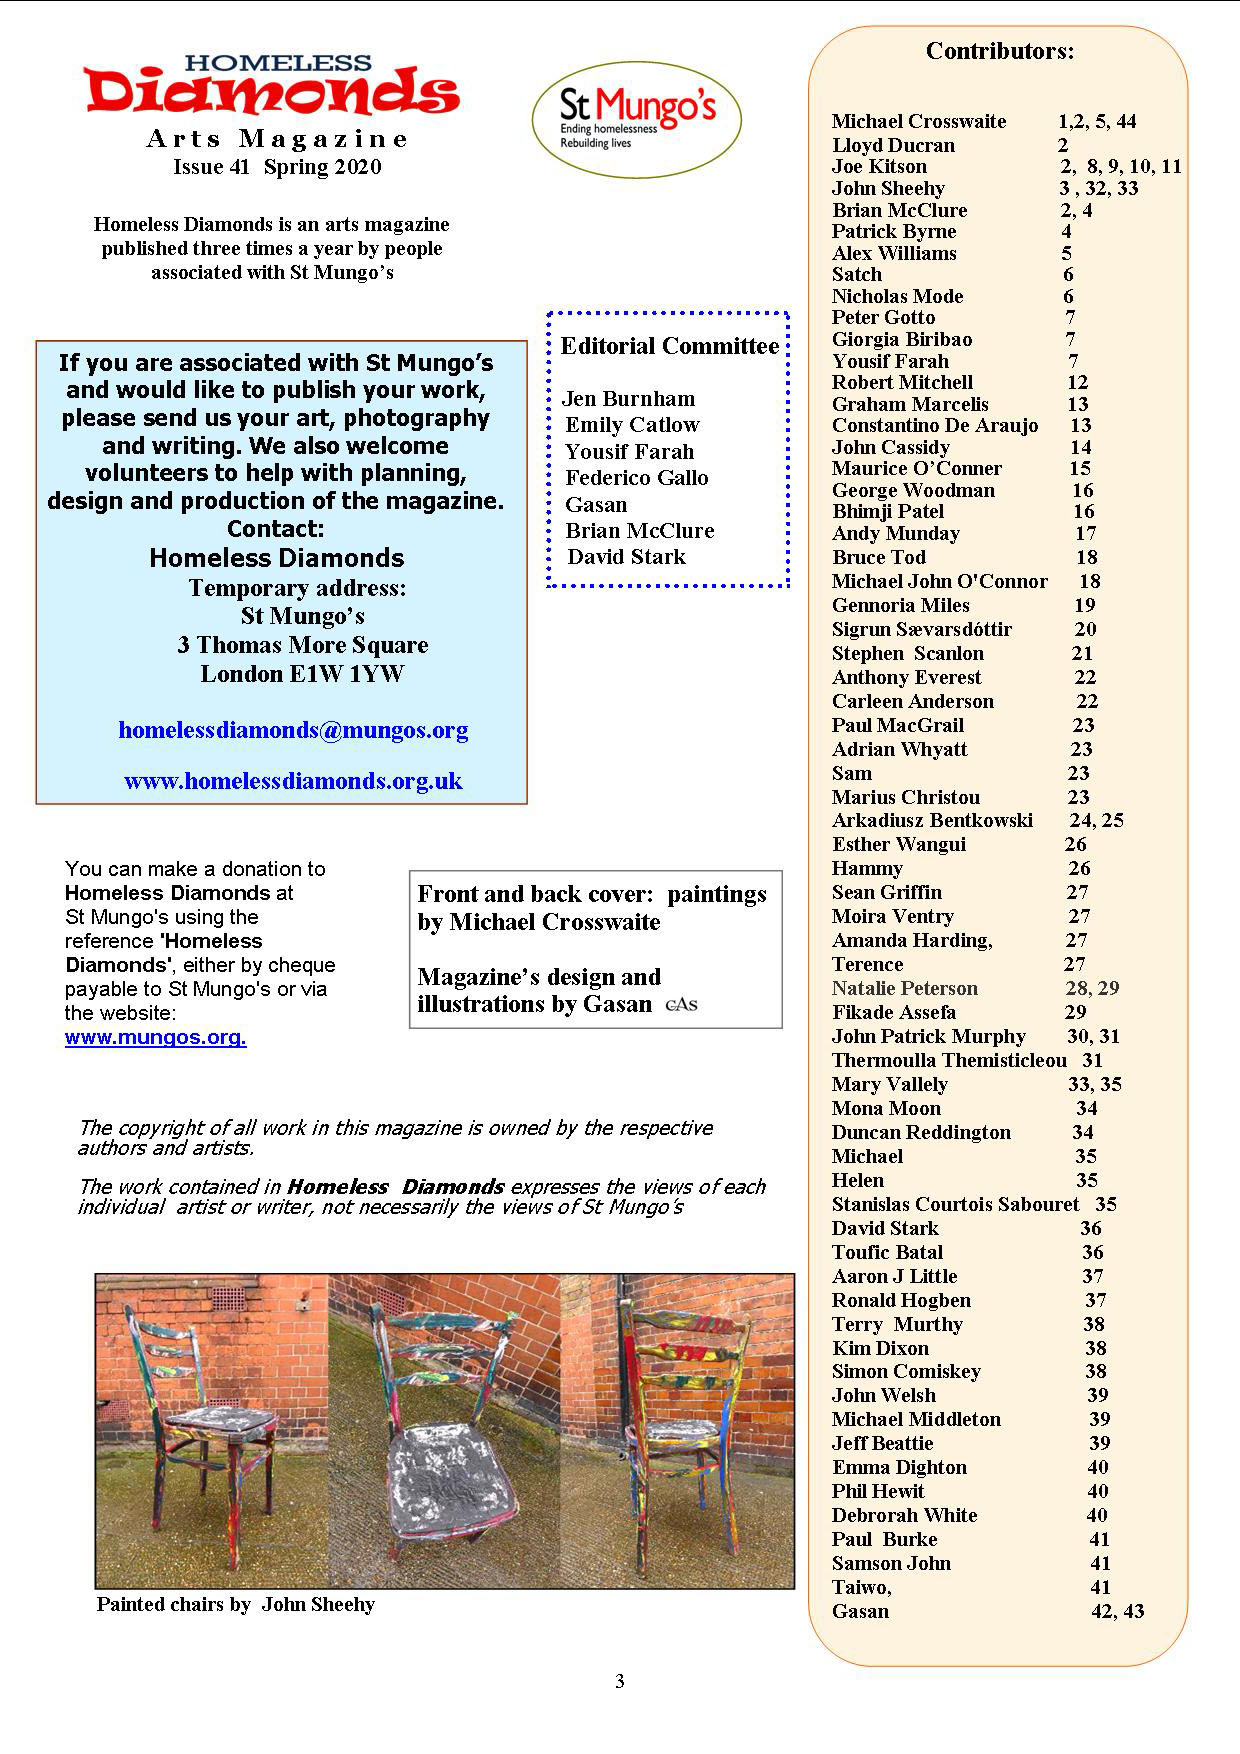 HOMELESS
Diamonds
Arts Magazine
Issue 41 Spring 2020
St Mungo's
Ending homelessness
Rebuilding lives
Homeless Diamonds is an arts magazine
published three times a year by people
associated with St Mungo's
If you are associated with St Mungo's
and would like to publish your work,
please send us your art, photography
and writing. We also welcome
volunteers to help with planning,
design and production of the magazine.
Contact:
Homeless Diamonds
Temporary address:
St Mungo's
3 Thomas More Square
London E1W 1YW
homelessdiamonds@mungos.org
www.homelessdiamonds.org.uk
Editorial Committee
Jen Burnham
Emily Catlow
Yousif Farah
Federico Gallo
Gasan
Brian McClure
David Stark
You can make a donation to
Homeless Diamonds at
St Mungo's using the
reference 'Homeless
Diamonds', either by cheque
payable to St Mungo's or via
the website:
www.mungos.org.
Front and back cover: paintings
by Michael Crosswaite
Magazine's design and
illustrations by Gasan GAS
The copyright of all work in this magazine is owned by the respective
authors and artists.
The work contained in Homeless Diamonds expresses the views of each
individual artist or writer, not necessarily the views of St Mungo's
Painted chairs by John Sheehy
Contributors:
Michael Crosswaite 1,2, 5, 44
Lloyd Ducran 2
Joe Kitson 2, 8, 9, 10, 11
John Sheehy 3 , 32, 33
Brian McClure 2, 4
Patrick Byrne 4
Alex Williams 5
Satch 6
Nicholas Mode 6
Peter Gotto 7
Giorgia Biribao 7
Yousif Farah 7
Robert Mitchell 12
Graham Marcelis 13
Constantino De Araujo 13
John Cassidy 14
Maurice O'Conner 15
George Woodman 16
Bhimji Patel 16
Andy Munday 17
Bruce Tod 18
Michael John O'Connor 18
Gennoria Miles 19
Sigrun Sævarsdóttir 20
Stephen Scanlon 21
Anthony Everest 22
Carleen Anderson 22
Paul MacGrail 23
Adrian Whyatt 23
Sam 23
Marius Christou 23
Arkadiusz Bentkowski 24, 25
Esther Wangui 26
Hammy 26
Sean Griffin 27
Moira Ventry 27
Amanda Harding, 27
Terence 27
Natalie Peterson 28, 29
Fikade Assefa 29
John Patrick Murphy 30, 31
Thermoulla Themisticleou 31
Mary Vallely 33, 35
Mona Moon 34
Duncan Reddington 34
Michael 35
Helen 35
Stanislas Courtois Sabouret 35
David Stark 36
Toufic Batal 36
Aaron J Little 37
Ronald Hogben 37
Terry Murthy 38
Kim Dixon 38
Simon Comiskey 38
John Welsh 39
Michael Middleton 39
Jeff Beattie 39
Emma Dighton 40
Phil Hewit 40
Debrorah White 40
Paul Burke 41
Samson John 41
Taiwo, 41
Gasan 42, 43
3